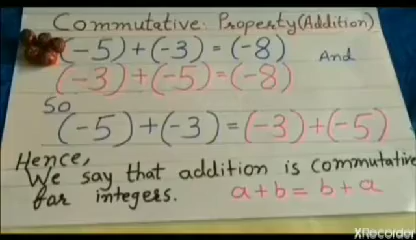 Commutative Property(Addition)
(-5)+(-3)=(-8) And
(-3)+(-5)=(-8)
So
(-5)+(-3)=(-3)+(-5)
Hence,
We say that addition is commutative
for integers. a+b=b+a
XRecorder